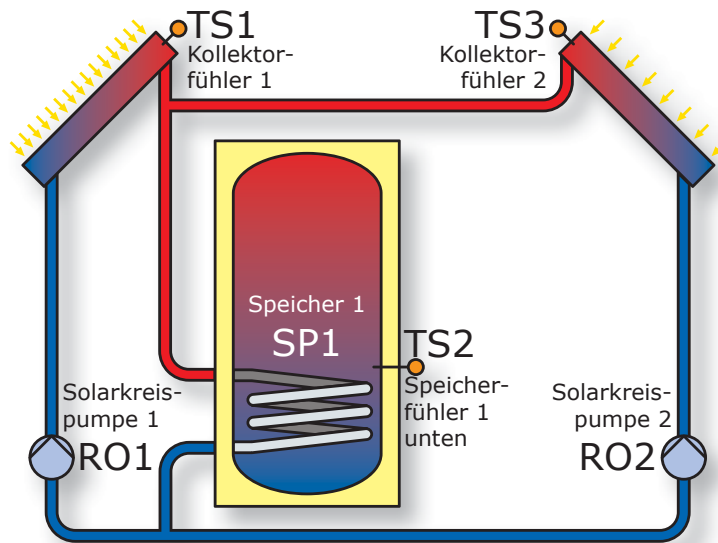 TS1
Kollektor-
fühler 1
TS3
Kollektor-
fühler 2
Speicher 1
SP1
TS2
Speicher-
fühler 1
unten
Solarkreis-
pumpe 1
RO1
Solarkreis-
pumpe 2
RO2